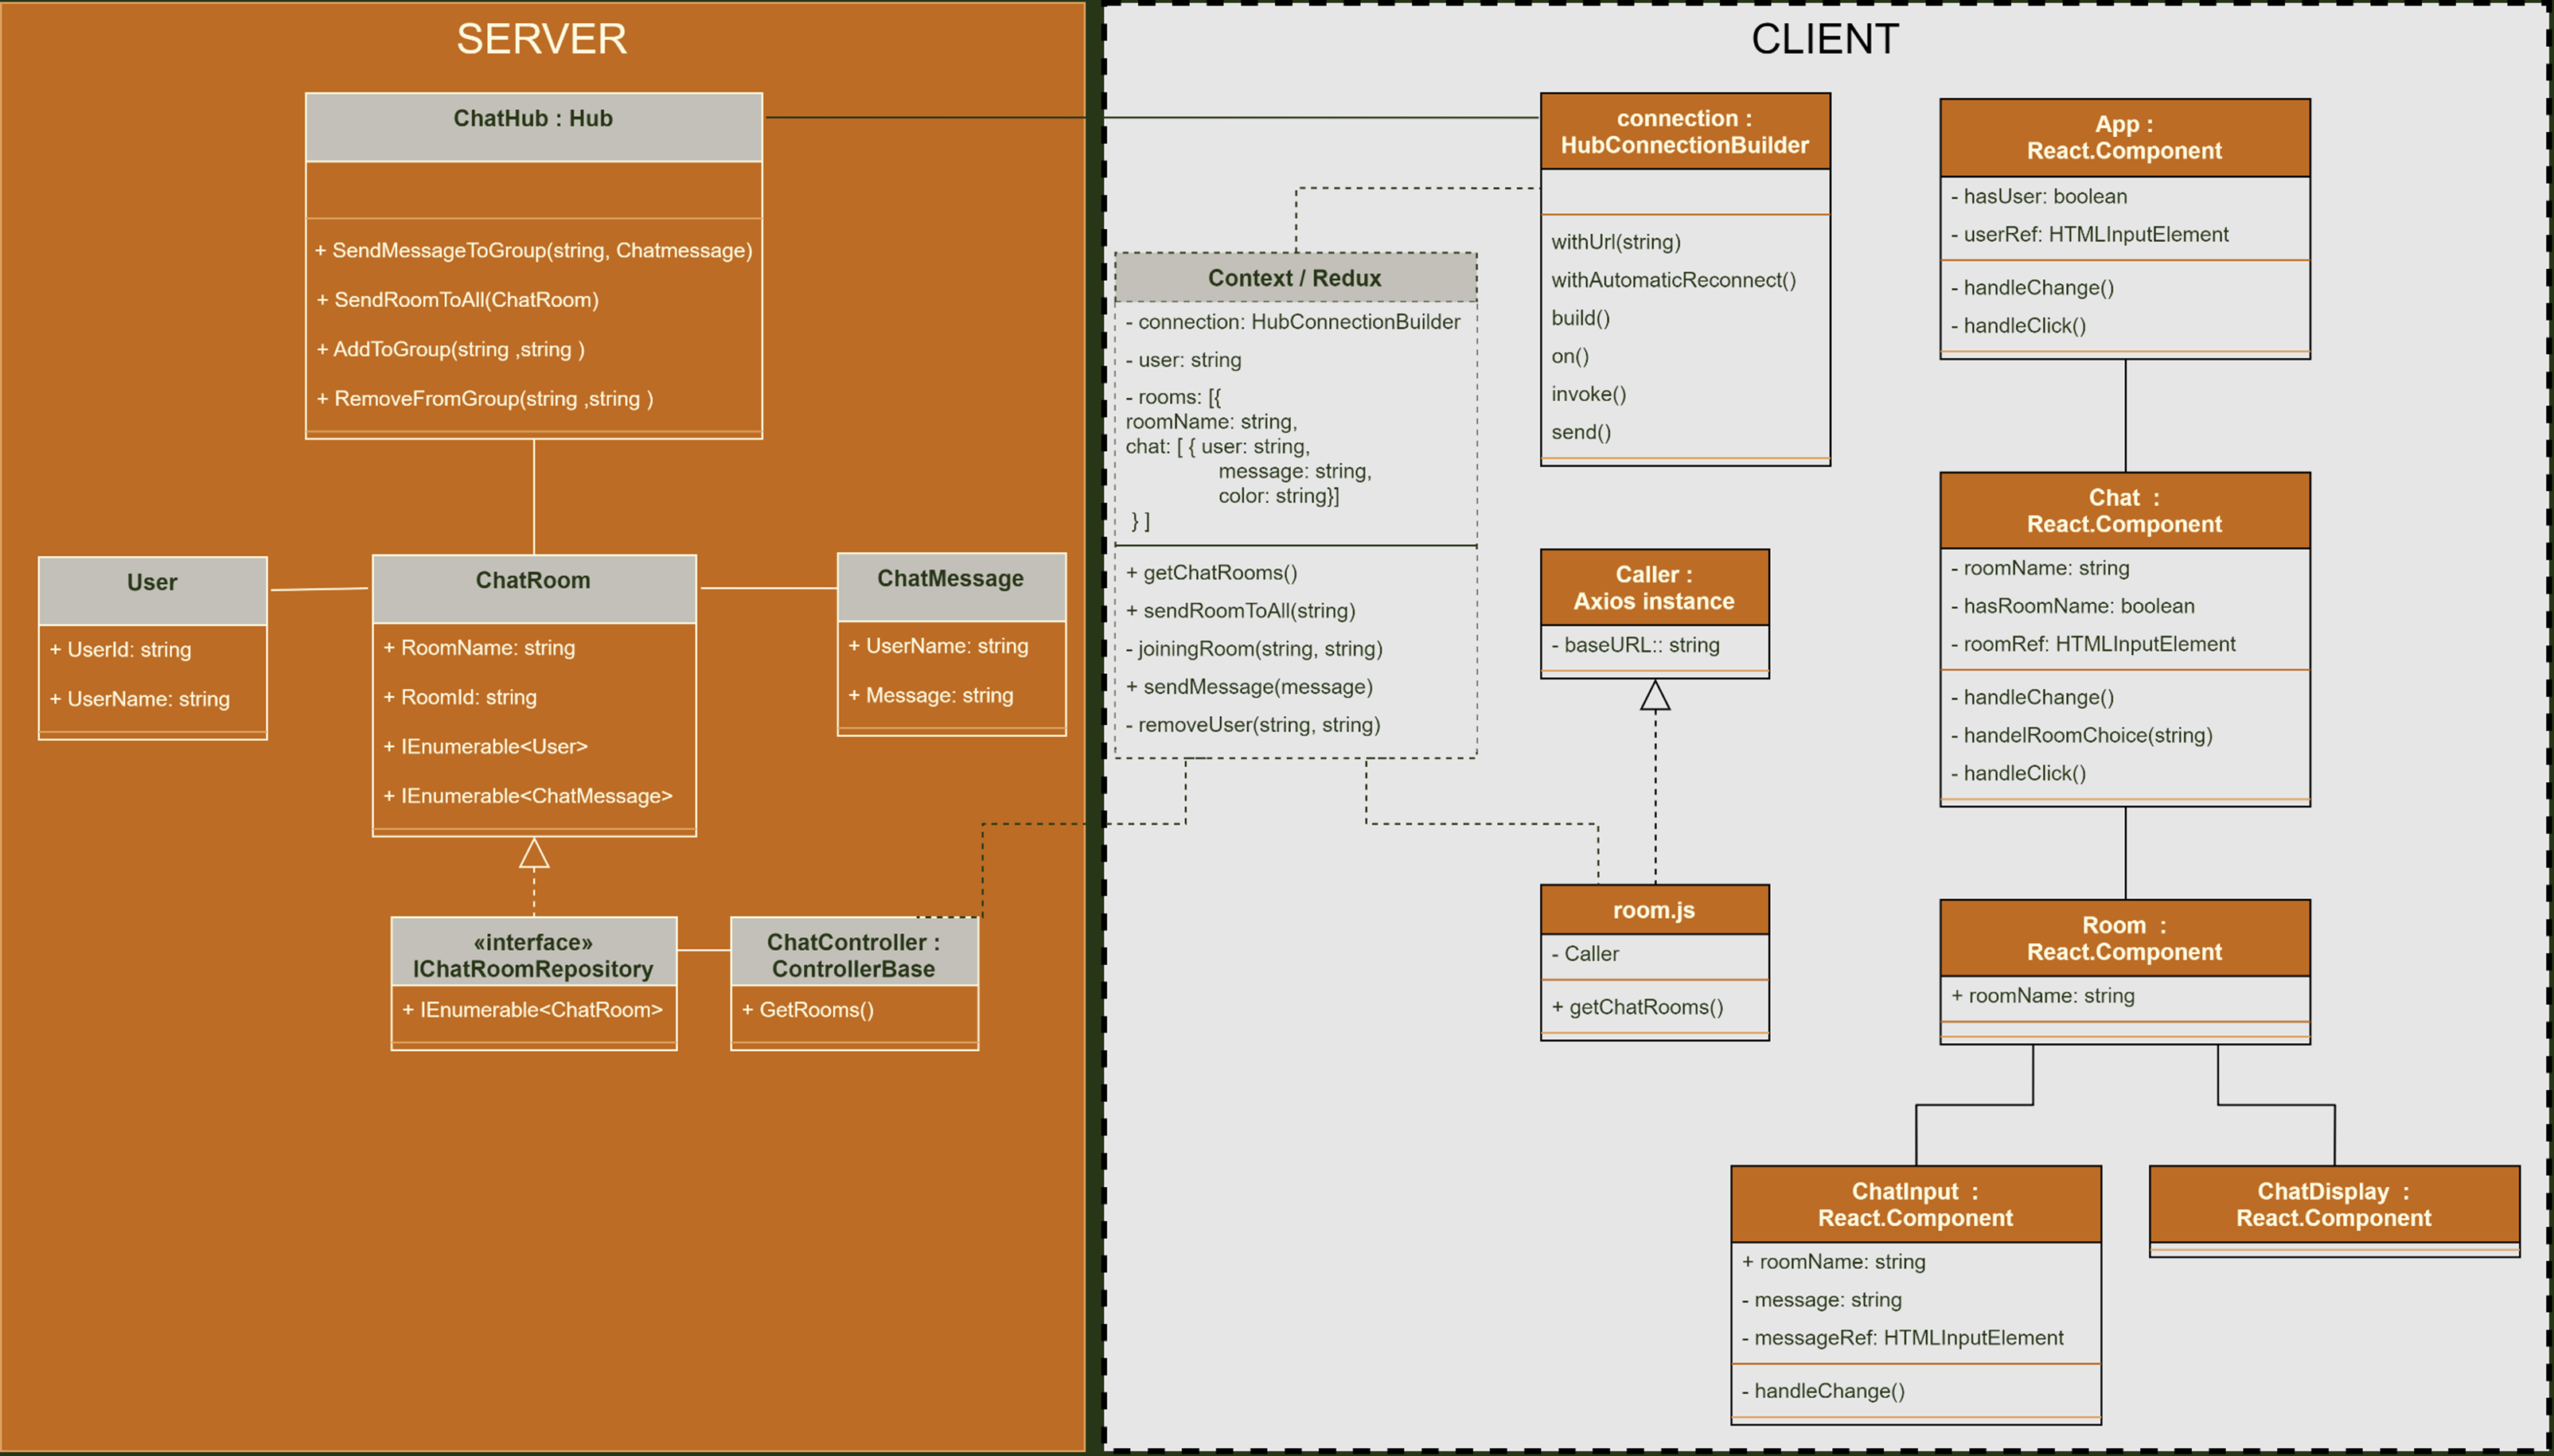 SERVER
ChatHub : Hub
+ SendMessageToGroup(string, Chatmessage)
+ SendRoomToAll(ChatRoom)
+ AddToGroup(string ,string )
+ RemoveFromGroup(string ,string )
User
+ UserId: string
+ UserName: string
ChatRoom
+ RoomName: string
+ RoomId: string
+ IEnumerable<User>
+ IEnumerable<ChatMessage>
ChatMessage
+ UserName: string
+ Message: string
«interface»
IChatRoomRepository
+ IEnumerable<ChatRoom>
ChatController :
ControllerBase
+ GetRooms()
CLIENT
Context / Redux
- connection: HubConnectionBuilder
- user: string
- rooms: [{
roomName: string,
chat: [ { user: string,
message: string,
color: string}]
} ]
+ getChatRooms()
+ sendRoomToAll(string)
- joiningRoom(string, string)
+ sendMessage(message)
- removeUser(string, string)
connection :
HubConnectionBuilder
withUrl(string)
withAutomaticReconnect()
build()
on()
invoke()
send()
Caller :
Axios instance
- baseURL:: string
room.js
- Caller
+ getChatRooms()
App :
React.Component
- hasUser: boolean
- userRef: HTMLInputElement
- handleChange()
- handleClick()
Chat :
React.Component
- roomName: string
- hasRoomName: boolean
- roomRef: HTMLInputElement
- handleChange()
- handelRoomChoice(string)
- handleClick()
Room :
React.Component
+ roomName: string
ChatInput :
React.Component
+ roomName: string
- message: string
- messageRef: HTMLInputElement
- handleChange()
ChatDisplay :
React.Component